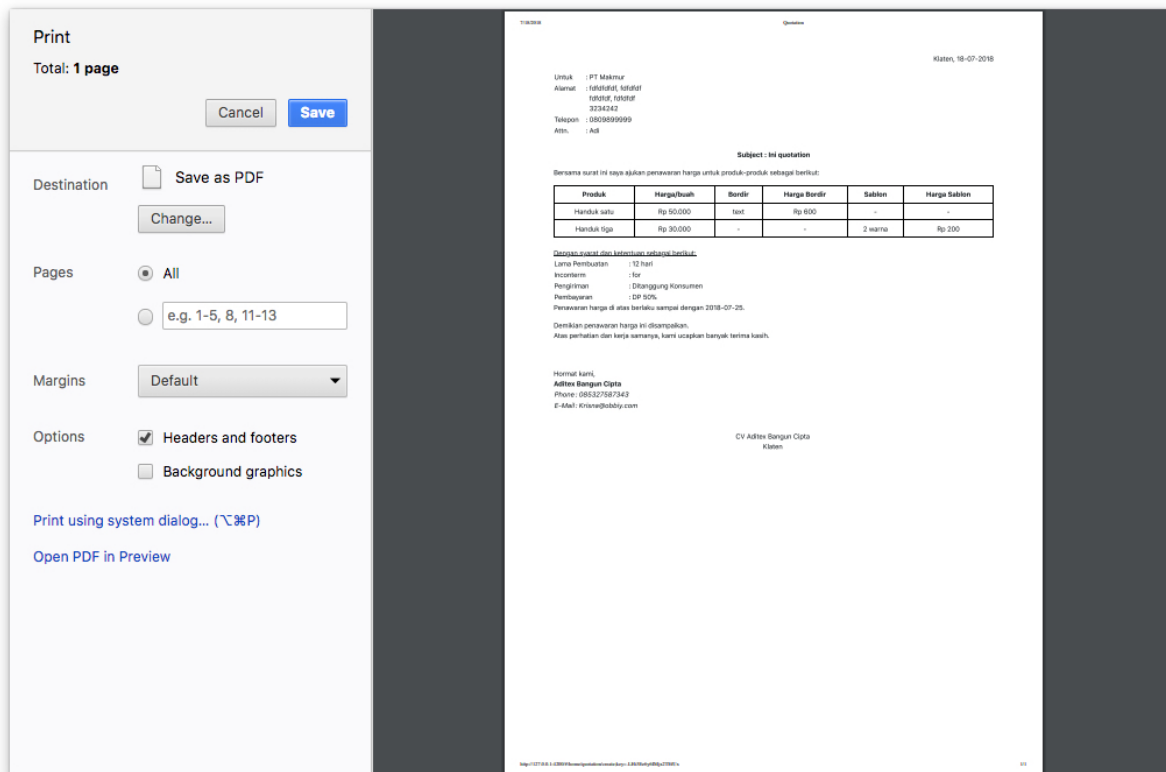 Print
Total: 1 page
Cancel Save
Destination Save as PDF
Change...
Pages All
e.g. 1-5, 8, 11-13
Margins Default
Options Headers and footers
Background graphics
Print using system dialog... (⌥⌘P)
Open PDF in Preview
7/18/2018 Quotation
Klaten, 18-07-2018
Untuk : PT Makmur
Alamat : fdfdfdfdf, fdfdfdf
fdfdfdf, fdfdfdf
3234242
Telepon : 0809899999
Attn. : Adi
Subject : Ini quotation
Bersama surat ini saya ajukan penawaran harga untuk produk-produk sebagai berikut:
Produk Harga/buah Bordir Harga Bordir Sablon Harga Sablon
Handuk satu Rp 50.000 text Rp 600 - -
Handuk tiga Rp 30.000 - - 2 warna Rp 200
Dengan syarat dan ketentuan sebagai berikut:
Lama Pembuatan : 12 hari
Inconterm : for
Pengiriman : Ditanggung Konsumen
Pembayaran : DP 50%
Penawaran harga di atas berlaku sampai dengan 2018-07-25.
Demikian penawaran harga ini disampaikan.
Atas perhatian dan kerja samanya, kami ucapkan banyak terima kasih.
Hormat kami,
Aditex Bangun Cipta
Phone : 085327587343
E-Mail : Krisna@obbiy.com
CV Aditex Bangun Cipta
Klaten
1/1